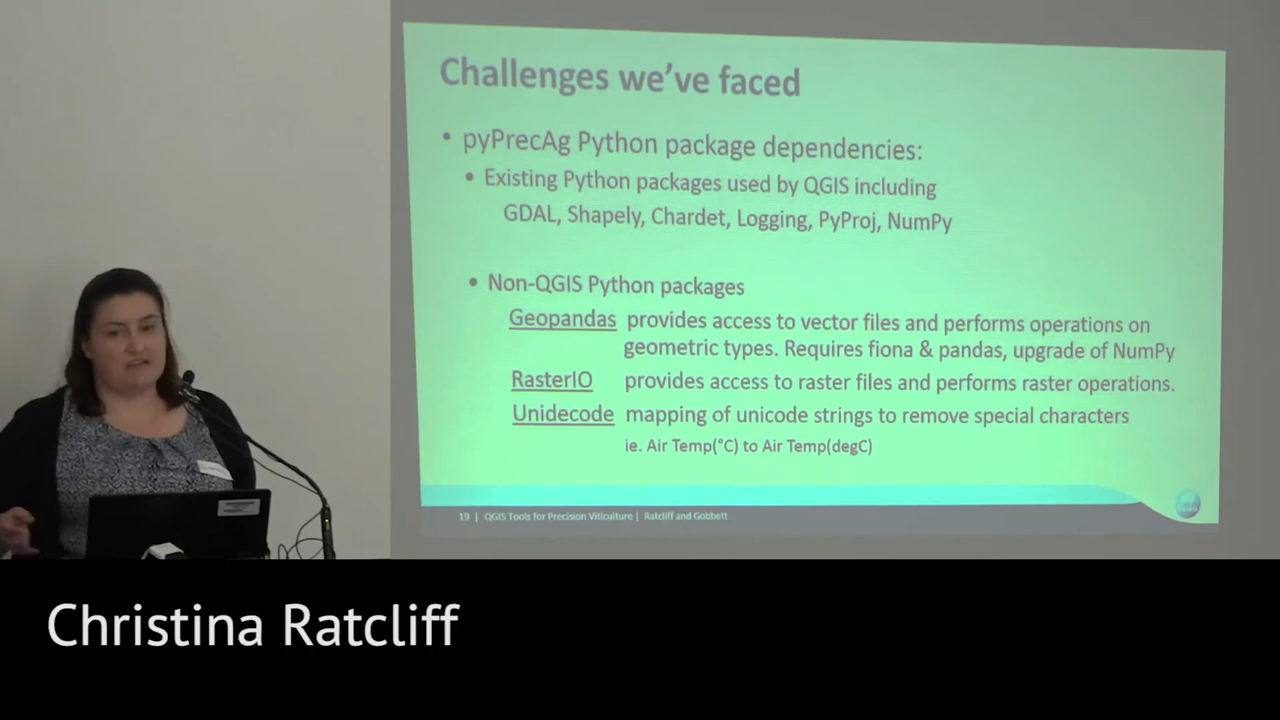 Challenges we've faced
• pyPrecAg Python package dependencies:
• Existing Python packages used by QGIS including
GDAL, Shapely, Chardet, Logging, PyProj, NumPy
• Non-QGIS Python packages
Geopandas provides access to vector files and performs operations on
geometric types. Requires fiona & pandas, upgrade of NumPy
RasterIO provides access to raster files and performs raster operations.
Unidecode mapping of unicode strings to remove special characters
ie. Air Temp(°C) to Air Temp(degC)
19 | QGIS Tools for Precision Viticulture | Ratcliff and Gobbett
CSIRO
Christina Ratcliff